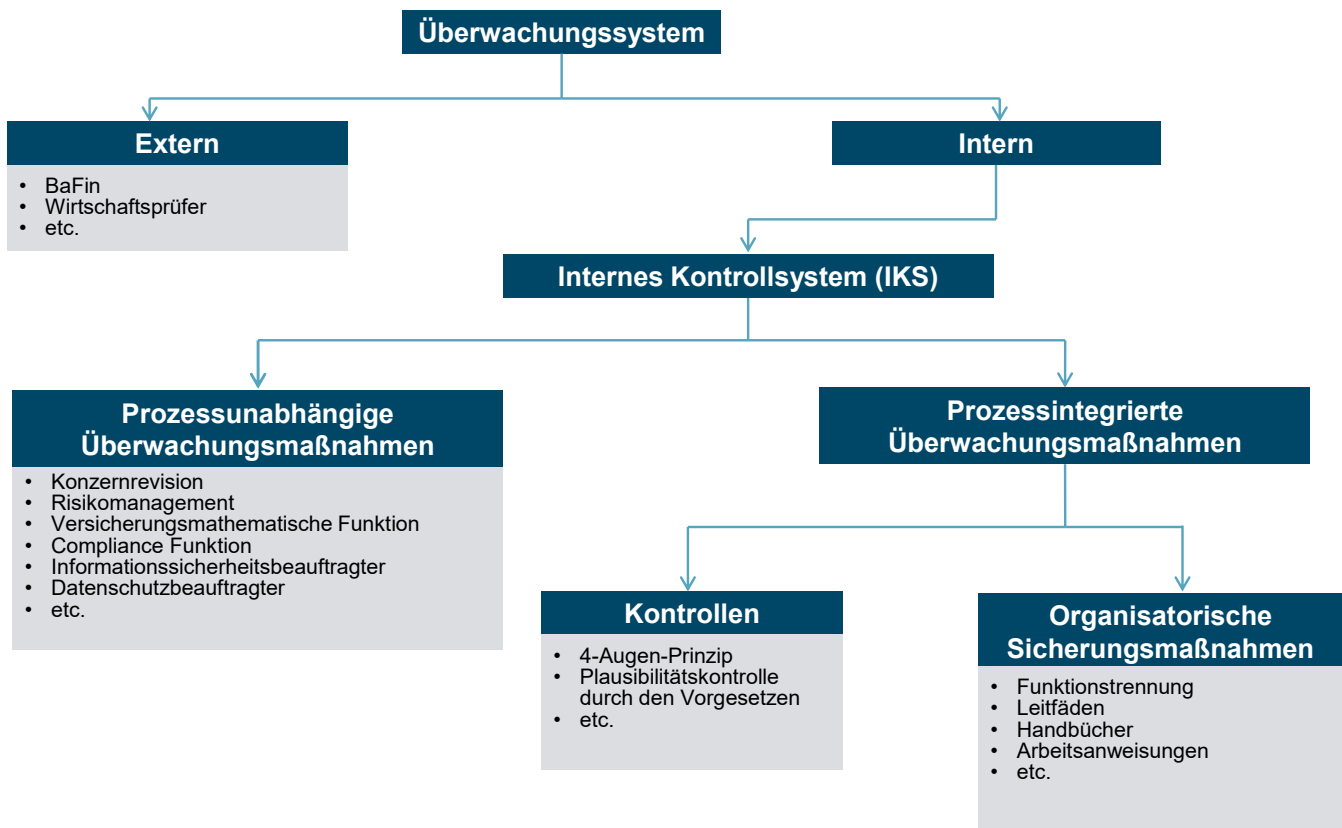 Überwachungssystem
Extern
• BaFin
• Wirtschaftsprüfer
• etc.
Intern
Internes Kontrollsystem (IKS)
Prozessunabhängige
Überwachungsmaßnahmen
• Konzernrevision
• Risikomanagement
• Versicherungsmathematische Funktion
• Compliance Funktion
• Informationssicherheitsbeauftragter
• Datenschutzbeauftragter
• etc.
Prozessintegrierte
Überwachungsmaßnahmen
Kontrollen
• 4-Augen-Prinzip
• Plausibilitätskontrolle
durch den Vorgesetzen
• etc.
Organisatorische
Sicherungsmaßnahmen
• Funktionstrennung
• Leitfäden
• Handbücher
• Arbeitsanweisungen
• etc.